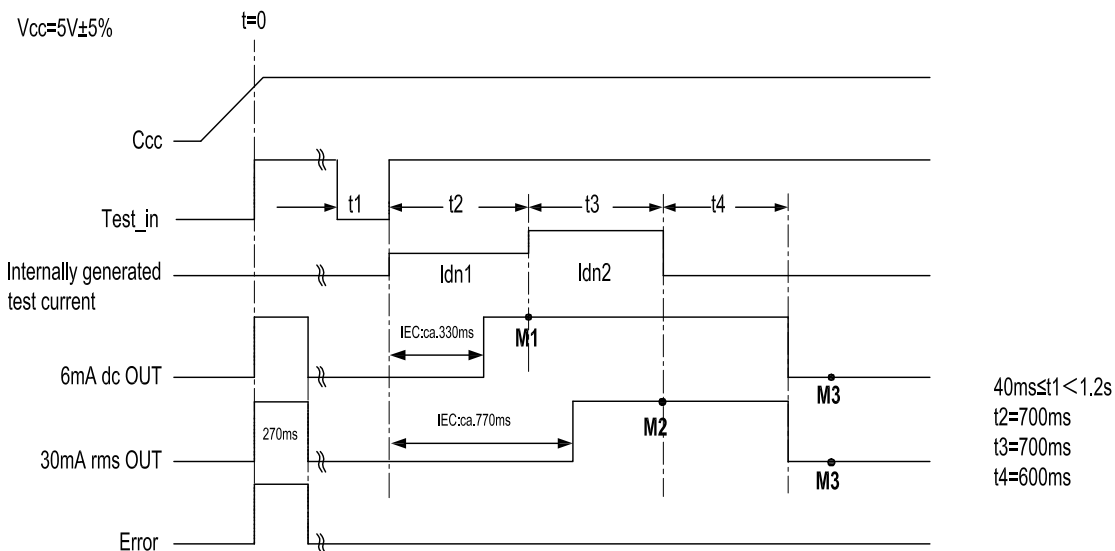 Vcc=5V±5%
t=0
Ccc
Test_in
t1
t2
t3
t4
Internally generated
test current
Idn1
Idn2
IEC:ca.330ms
M1
6mA dc OUT
M3
IEC:ca.770ms
270ms
M2
30mA rms OUT
M3
Error
40ms≤t1<1.2s
t2=700ms
t3=700ms
t4=600ms